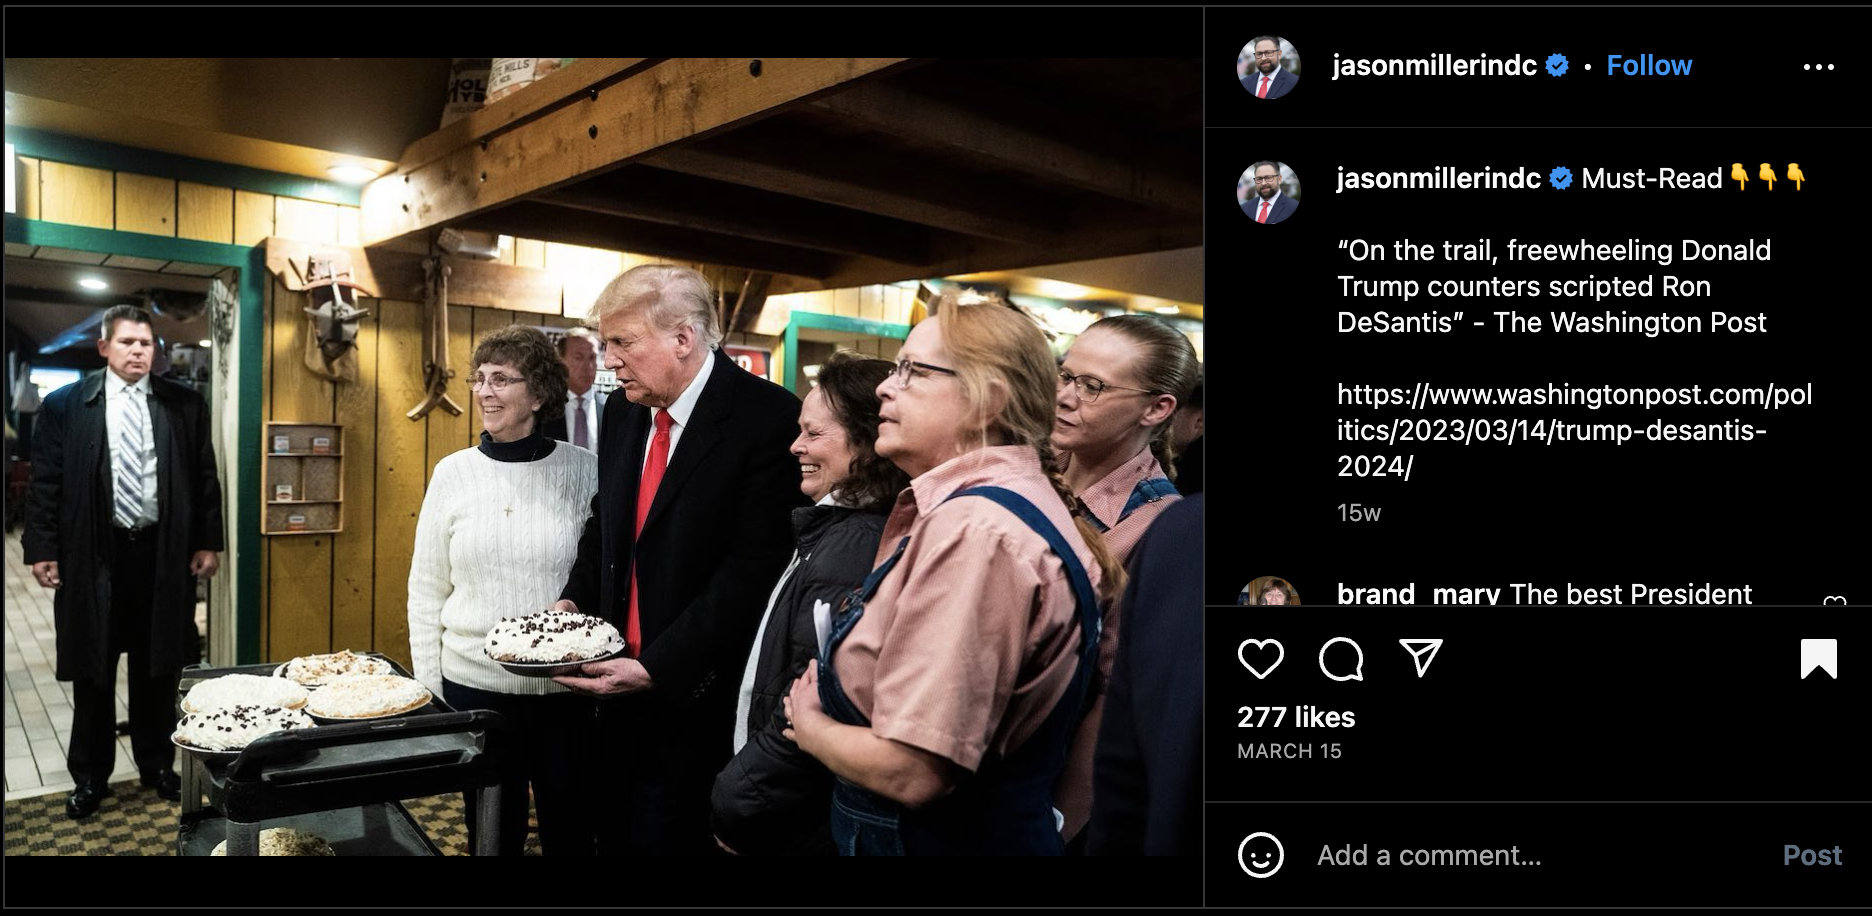 jasonmillerindc • Follow
jasonmillerindc Must-Read👇👇👇
“On the trail, freewheeling Donald
Trump counters scripted Ron
DeSantis” - The Washington Post
https://www.washingtonpost.com/pol
itics/2023/03/14/trump-desantis-
2024/
15w
brand_mary The best President
277 likes
MARCH 15
Add a comment...
Post